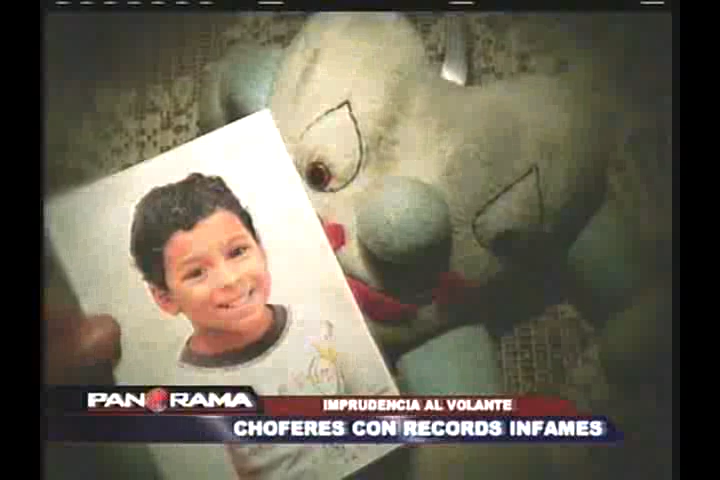 PANORAMA
IMPRUDENCIA AL VOLANTE
CHOFERES CON RECORDS INFAMES